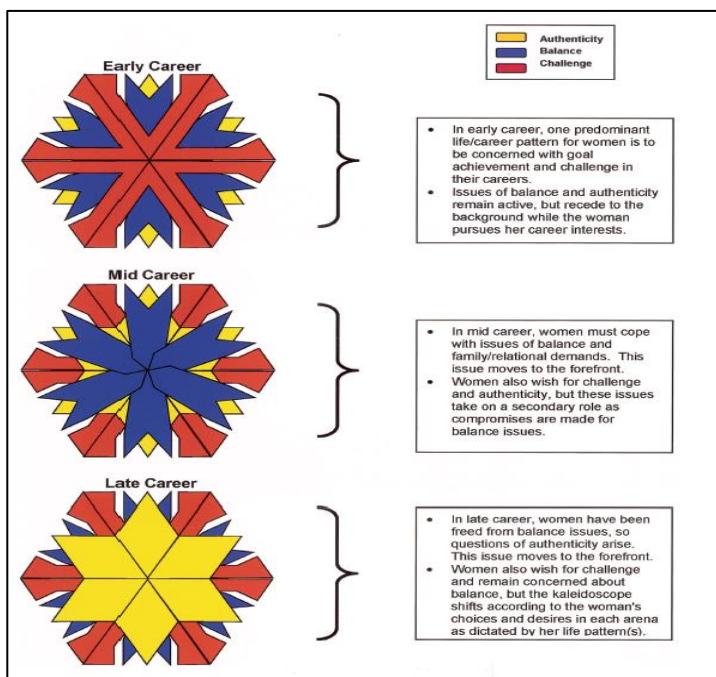 Authenticity
Balance
Challenge
Early Career
• In early career, one predominant
life/career pattern for women is to
be concerned with goal
achievement and challenge in
their careers.
• Issues of balance and authenticity
remain active, but recede to the
background while the woman
pursues her career interests.
Mid Career
• In mid career, women must cope
with issues of balance and
family/relational demands. This
issue moves to the forefront.
• Women also wish for challenge
and authenticity, but these issues
take on a secondary role as
compromises are made for
balance issues.
Late Career
• In late career, women have been
freed from balance issues, so
questions of authenticity arise.
This issue moves to the forefront.
• Women also wish for challenge
and remain concerned about
balance, but the kaleidoscope
shifts according to the woman's
choices and desires in each arena
as dictated by her life pattern(s).